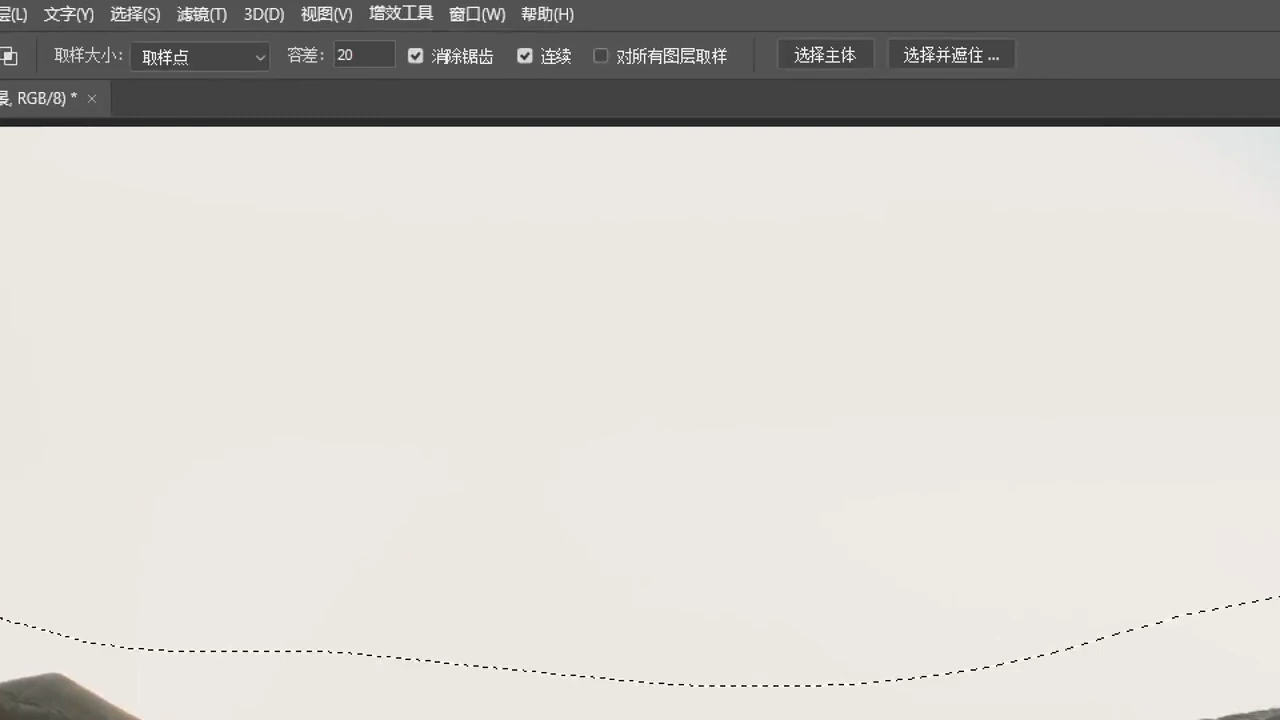 层(L) 文字(Y) 选择(S) 滤镜(T) 3D(D) 视图(V) 增效工具 窗口(W) 帮助(H)
取样大小: 取样点 容差: 20 消除锯齿 连续 对所有图层取样 选择主体 选择并遮住 ...
景, RGB/8) * ×